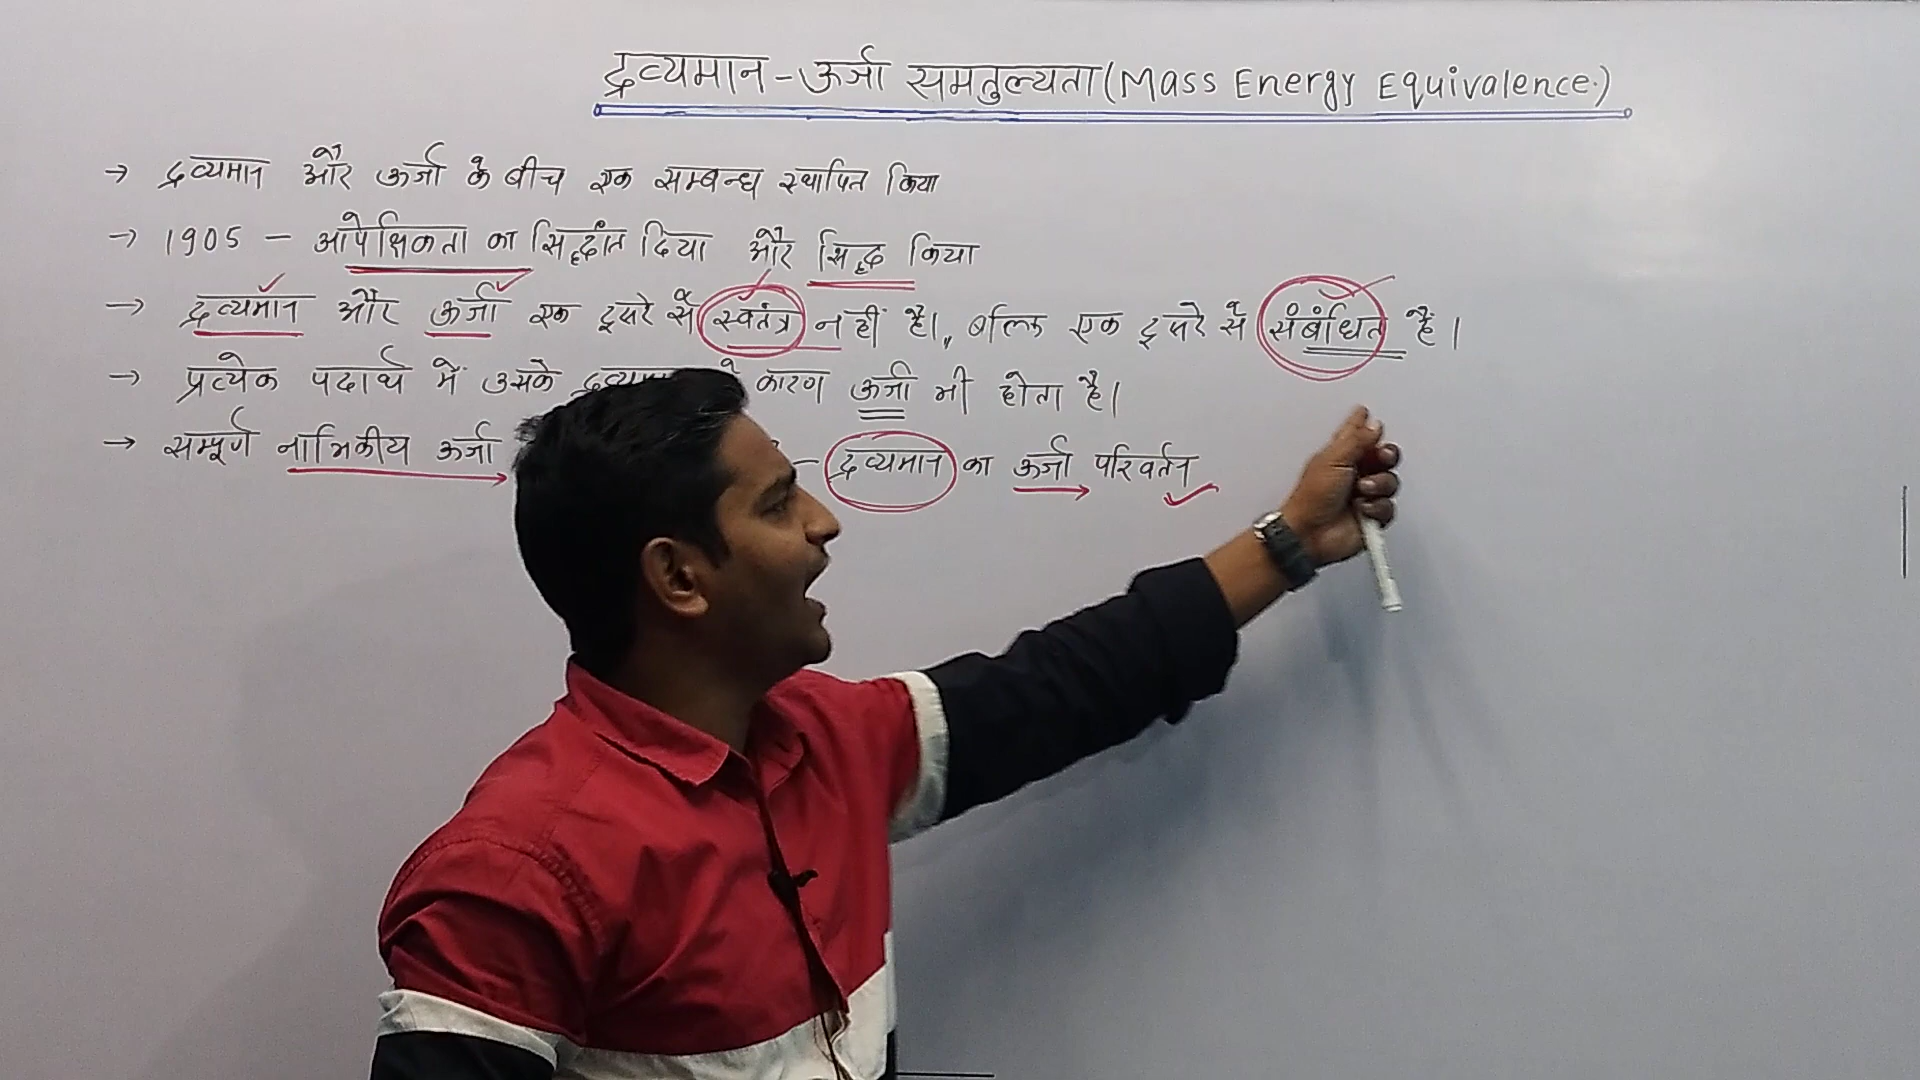 द्रव्यमान - ऊर्जा समतुल्यता (Mass Energy Equivalence.)
→ द्रव्यमान और ऊर्जा के बीच एक सम्बन्ध स्थापित किया
→ 1905 - आपेक्षिकता का सिद्धांत दिया और सिद्ध किया
→ द्रव्यमान और ऊर्जा एक दूसरे से स्वतंत्र नहीं है।,, बल्कि एक दूसरे से संबंधित है।
→ प्रत्येक पदार्थ में उसके कारण ऊर्जा भी होता है।
→ सम्पूर्ण नाभिकीय ऊर्जा - द्रव्यमान का ऊर्जा परिवर्तन